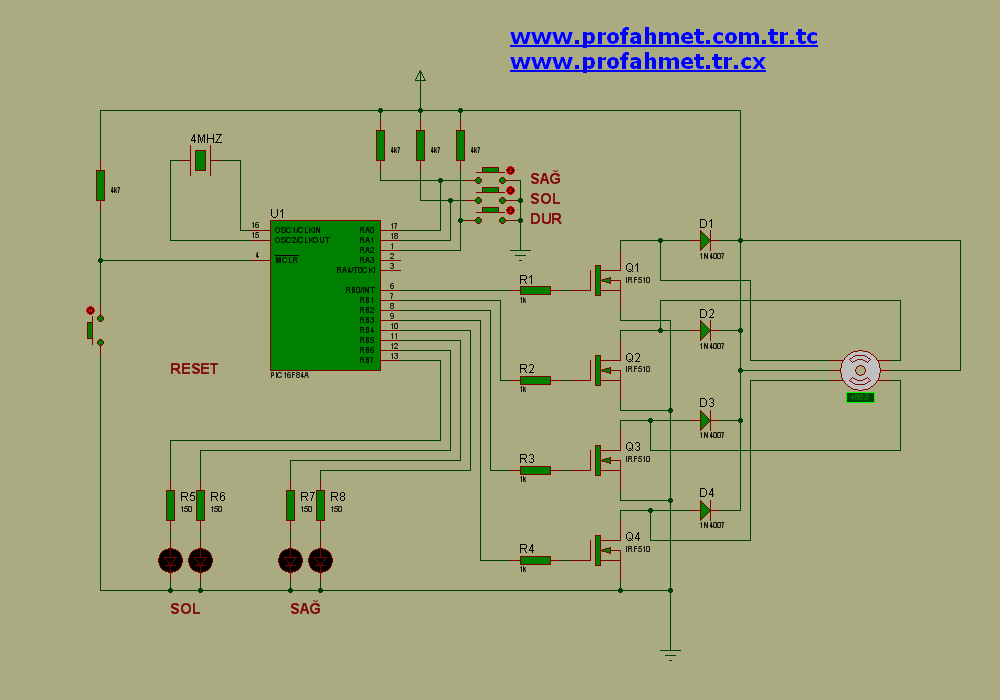 www.profahmet.com.tr.tc
www.profahmet.tr.cx
4MHZ
4k7
4k7
4k7
4k7
SAĞ
SOL
DUR
U1
16
OSC1/CLKIN
15
OSC2/CLKOUT
4
MCLR
RA0
17
RA1
18
RA2
1
RA3
2
RA4/T0CKI
3
RB0/INT
6
RB1
7
RB2
8
RB3
9
RB4
10
RB5
11
RB6
12
RB7
13
PIC16F84A
RESET
R1
1k
Q1
IRF510
D1
1N4007
R2
1k
Q2
IRF510
D2
1N4007
R3
1k
Q3
IRF510
D3
1N4007
R4
1k
Q4
IRF510
D4
1N4007
R5
150
R6
150
R7
150
R8
150
SOL
SAĞ